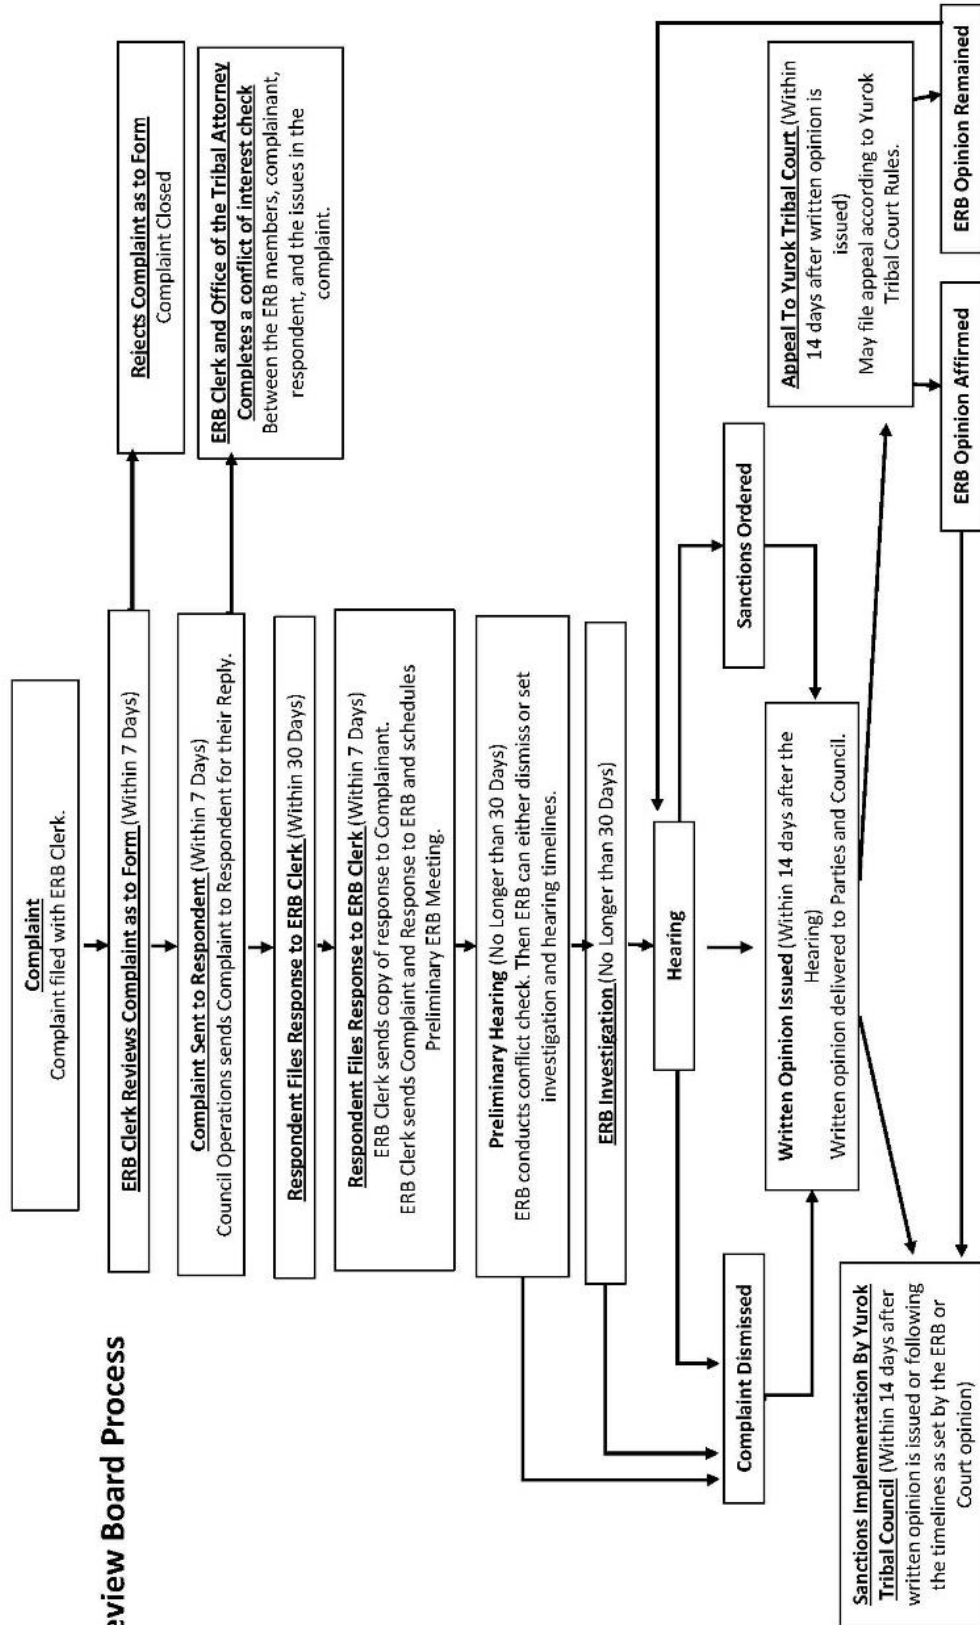 eview Board Process
Complaint
Complaint filed with ERB Clerk.
ERB Clerk Reviews Complaint as to Form (Within 7 Days)
Rejects Complaint as to Form
Complaint Closed
Complaint Sent to Respondent (Within 7 Days)
Council Operations sends Complaint to Respondent for their Reply.
ERB Clerk and Office of the Tribal Attorney
Completes a conflict of interest check
Between the ERB members, complainant,
respondent, and the issues in the
complaint.
Respondent Files Response to ERB Clerk (Within 30 Days)
Respondent Files Response to ERB Clerk (Within 7 Days)
ERB Clerk sends copy of response to Complainant.
ERB Clerk sends Complaint and Response to ERB and schedules
Preliminary ERB Meeting.
Preliminary Hearing (No Longer than 30 Days)
ERB conducts conflict check. Then ERB can either dismiss or set
investigation and hearing timelines.
ERB Investigation (No Longer than 30 Days)
Hearing
Complaint Dismissed
Sanctions Ordered
Written Opinion Issued (Within 14 days after the
Hearing)
Written opinion delivered to Parties and Council.
Appeal To Yurok Tribal Court (Within
14 days after written opinion is
issued)
May file appeal according to Yurok
Tribal Court Rules.
Sanctions Implementation By Yurok
Tribal Council (Within 14 days after
written opinion is issued or following
the timelines as set by the ERB or
Court opinion)
ERB Opinion Affirmed
ERB Opinion Remained